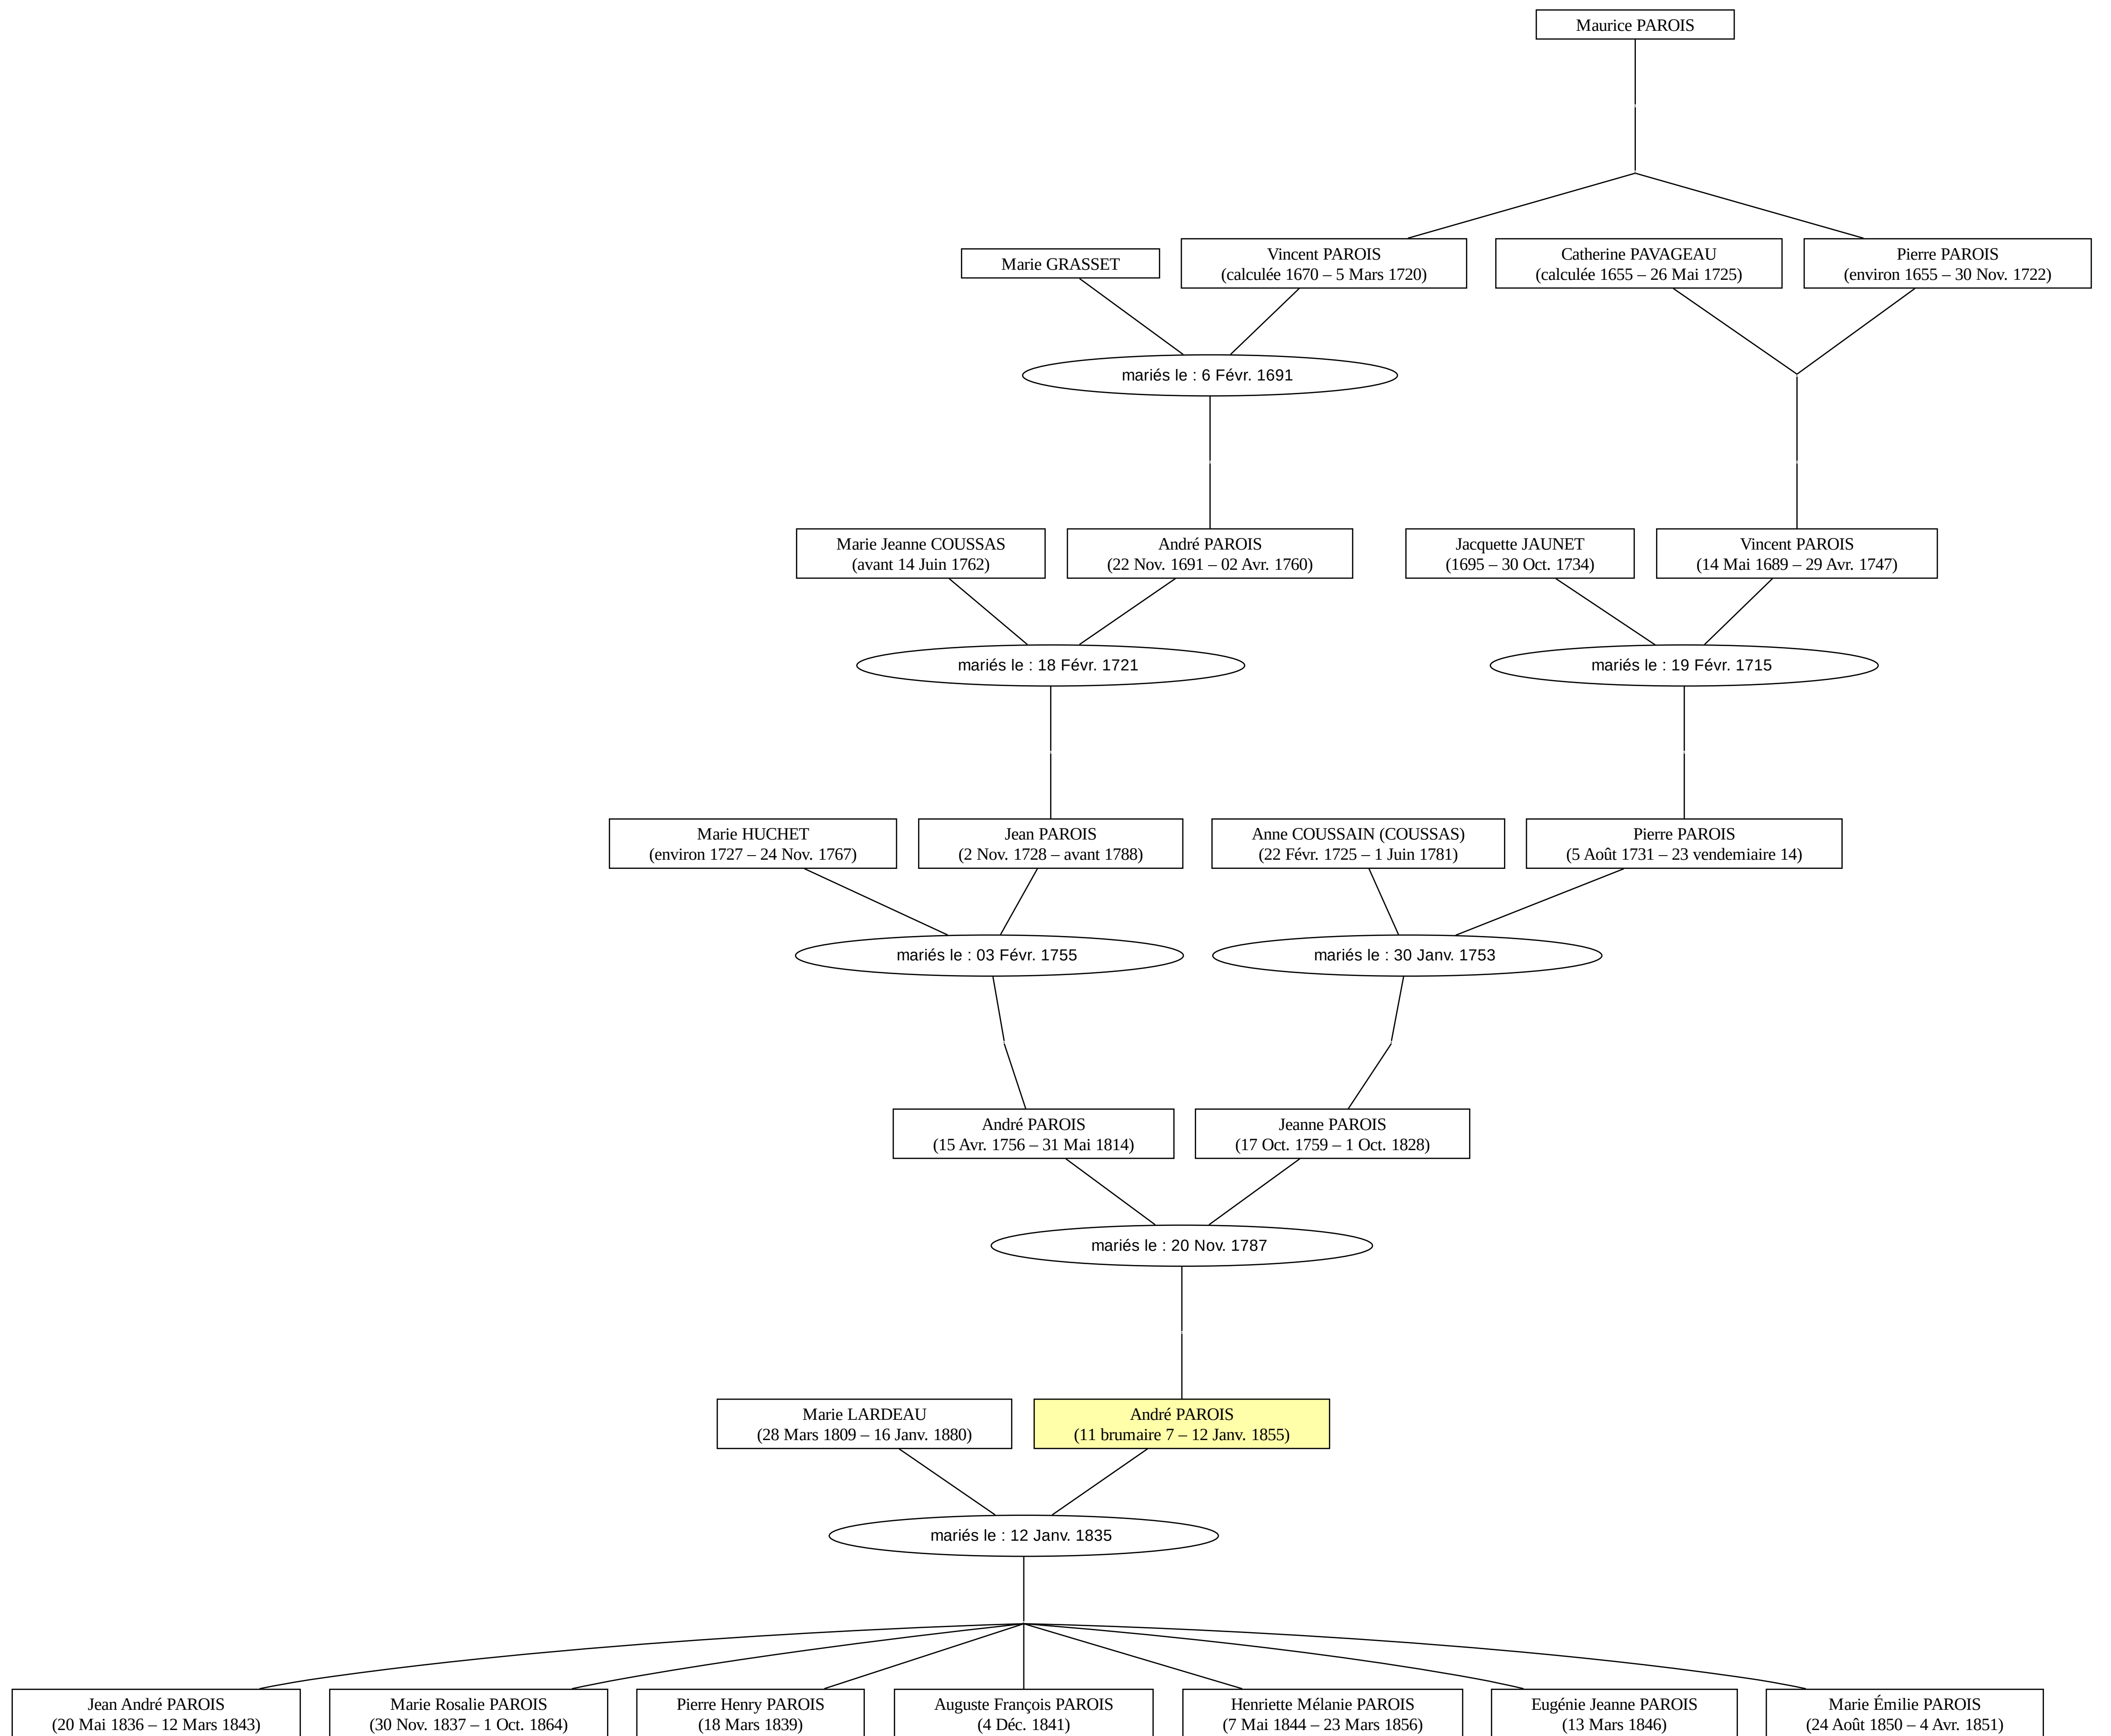 Maurice PAROIS
Marie GRASSET
Vincent PAROIS
(calculée 1670 – 5 Mars 1720)
Catherine PAVAGEAU
(calculée 1655 – 26 Mai 1725)
Pierre PAROIS
(environ 1655 – 30 Nov. 1722)
mariés le : 6 Févr. 1691
Marie Jeanne COUSSAS
(avant 14 Juin 1762)
André PAROIS
(22 Nov. 1691 – 02 Avr. 1760)
Jacquette JAUNET
(1695 – 30 Oct. 1734)
Vincent PAROIS
(14 Mai 1689 – 29 Avr. 1747)
mariés le : 18 Févr. 1721
mariés le : 19 Févr. 1715
Marie HUCHET
(environ 1727 – 24 Nov. 1767)
Jean PAROIS
(2 Nov. 1728 – avant 1788)
Anne COUSSAIN (COUSSAS)
(22 Févr. 1725 – 1 Juin 1781)
Pierre PAROIS
(5 Août 1731 – 23 vendemiaire 14)
mariés le : 03 Févr. 1755
mariés le : 30 Janv. 1753
André PAROIS
(15 Avr. 1756 – 31 Mai 1814)
Jeanne PAROIS
(17 Oct. 1759 – 1 Oct. 1828)
mariés le : 20 Nov. 1787
Marie LARDEAU
(28 Mars 1809 – 16 Janv. 1880)
André PAROIS
(11 brumaire 7 – 12 Janv. 1855)
mariés le : 12 Janv. 1835
Jean André PAROIS
(20 Mai 1836 – 12 Mars 1843)
Marie Rosalie PAROIS
(30 Nov. 1837 – 1 Oct. 1864)
Pierre Henry PAROIS
(18 Mars 1839)
Auguste François PAROIS
(4 Déc. 1841)
Henriette Mélanie PAROIS
(7 Mai 1844 – 23 Mars 1856)
Eugénie Jeanne PAROIS
(13 Mars 1846)
Marie Émilie PAROIS
(24 Août 1850 – 4 Avr. 1851)